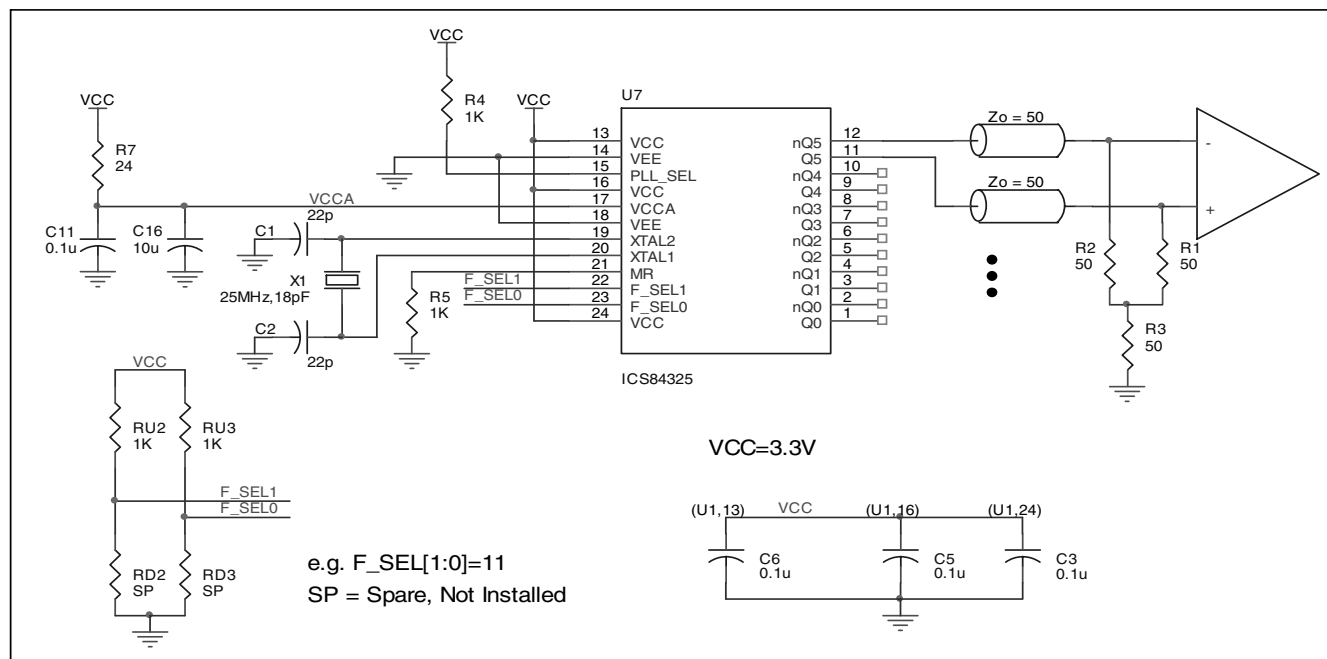 VCC
R7
24
C11
0.1u
C16
10u
VCCA
VCC
R4
1K
VCC
22p
C1
X1
25MHz,18pF
C2
22p
R5
1K
F_SEL1
F_SEL0
U7
13 VCC
14 VEE
15 PLL_SEL
16 VCC
17 VCCA
18 VEE
19 XTAL2
20 XTAL1
21 MR
22 F_SEL1
23 F_SEL0
24 VCC
nQ5 12
Q5 11
nQ4 10
Q4 9
nQ3 8
Q3 7
nQ2 6
Q2 5
nQ1 4
Q1 3
nQ0 2
Q0 1
ICS84325
Zo = 50
Zo = 50
-
+
R2
50
R1
50
R3
50
VCC
RU2
1K
RU3
1K
F_SEL1
F_SEL0
RD2
SP
RD3
SP
e.g. F_SEL[1:0]=11
SP = Spare, Not Installed
VCC=3.3V
(U1,13) VCC (U1,16) (U1,24)
C6
0.1u
C5
0.1u
C3
0.1u